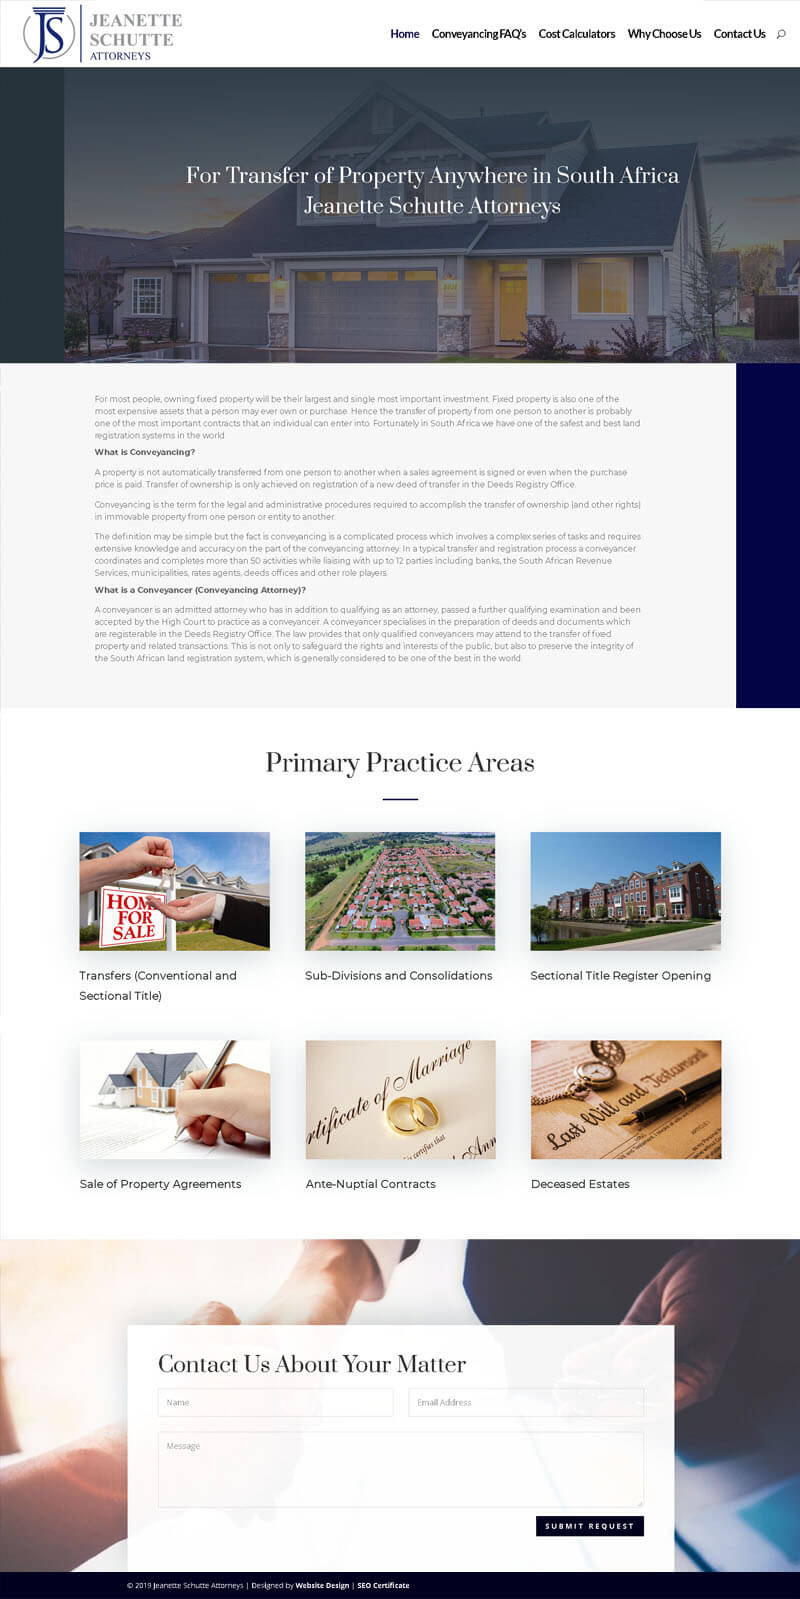 JEANETTE
SCHUTTE
ATTORNEYS
Home Conveyancing FAQ's Cost Calculators Why Choose Us Contact Us
For Transfer of Property Anywhere in South Africa
Jeanette Schutte Attorneys
For most people, owning fixed property will be their largest and single most important investment. Fixed property is also one of the
most expensive assets that a person may ever own or purchase. Hence the transfer of property from one person to another is probably
one of the most important contracts that an individual can enter into. Fortunately in South Africa we have one of the safest and best land
registration systems in the world.
What is Conveyancing?
A property is not automatically transferred from one person to another when a sales agreement is signed or even when the purchase
price is paid. Transfer of ownership is only achieved on registration of a new deed of transfer in the Deeds Registry Office.
Conveyancing is the term for the legal and administrative procedures required to accomplish the transfer of ownership (and other rights)
in immovable property from one person or entity to another.
The definition may be simple but the fact is conveyancing is a complicated process which involves a complex series of tasks and requires
extensive knowledge and accuracy on the part of the conveyancing attorney. In a typical transfer and registration process a conveyancer
coordinates and completes more than 50 activities while liaising with up to 12 parties including banks, the South African Revenue
Services, municipalities, rates agents, deeds offices and other role players.
What is a Conveyancer (Conveyancing Attorney)?
A conveyancer is an admitted attorney who has in addition to qualifying as an attorney, passed a further qualifying examination and been
accepted by the High Court to practice as a conveyancer. A conveyancer specialises in the preparation of deeds and documents which
are registerable in the Deeds Registry Office. The law provides that only qualified conveyancers may attend to the transfer of fixed
property and related transactions. This is not only to safeguard the rights and interests of the public, but also to preserve the integrity of
the South African land registration system, which is generally considered to be one of the best in the world.
Primary Practice Areas
HOME
FOR
SALE
Transfers (Conventional and
Sectional Title)
Sub-Divisions and Consolidations
Sectional Title Register Opening
rtificate of Marriage
certifies that
Ann
Last Will and Testament
Sale of Property Agreements
Ante-Nuptial Contracts
Deceased Estates
Contact Us About Your Matter
Name
Email Address
Message
SUBMIT REQUEST
© 2019 Jeanette Schutte Attorneys | Designed by Website Design | SEO Certificate